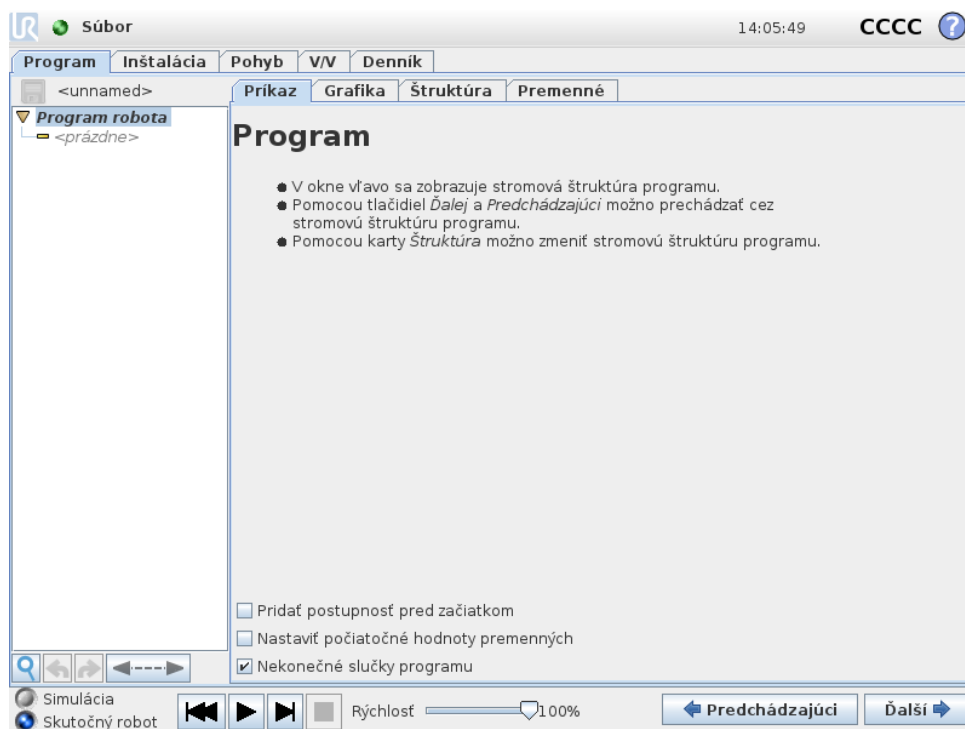 UR Súbor 14:05:49 CCCC ?
Program Inštalácia Pohyb V/V Denník
<unnamed> Príkaz Grafika Štruktúra Premenné
Program robota
<prázdne>
Program
V okne vľavo sa zobrazuje stromová štruktúra programu.
Pomocou tlačidiel Ďalej a Predchádzajúci možno prechádzať cez
stromovú štruktúru programu.
Pomocou karty Štruktúra možno zmeniť stromovú štruktúru programu.
Pridať postupnosť pred začiatkom
Nastaviť počiatočné hodnoty premenných
Nekonečné slučky programu
Simulácia
Skutočný robot
Rýchlosť 100%
Predchádzajúci Ďalší